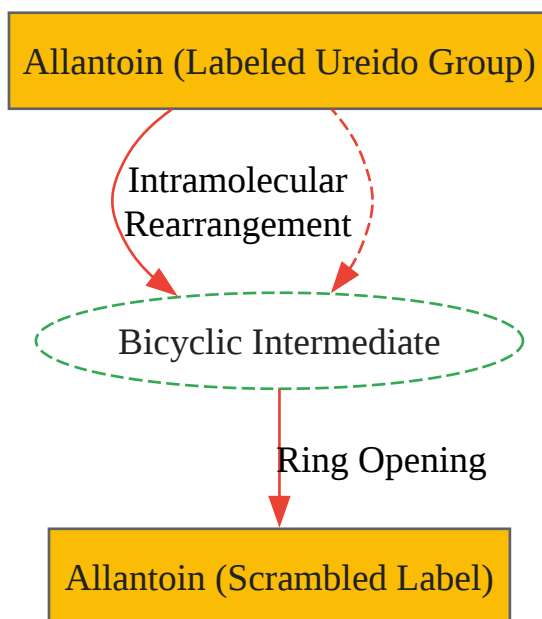 Allantoin (Labeled Ureido Group)
Intramolecular
Rearrangement
Bicyclic Intermediate
Ring Opening
Allantoin (Scrambled Label)